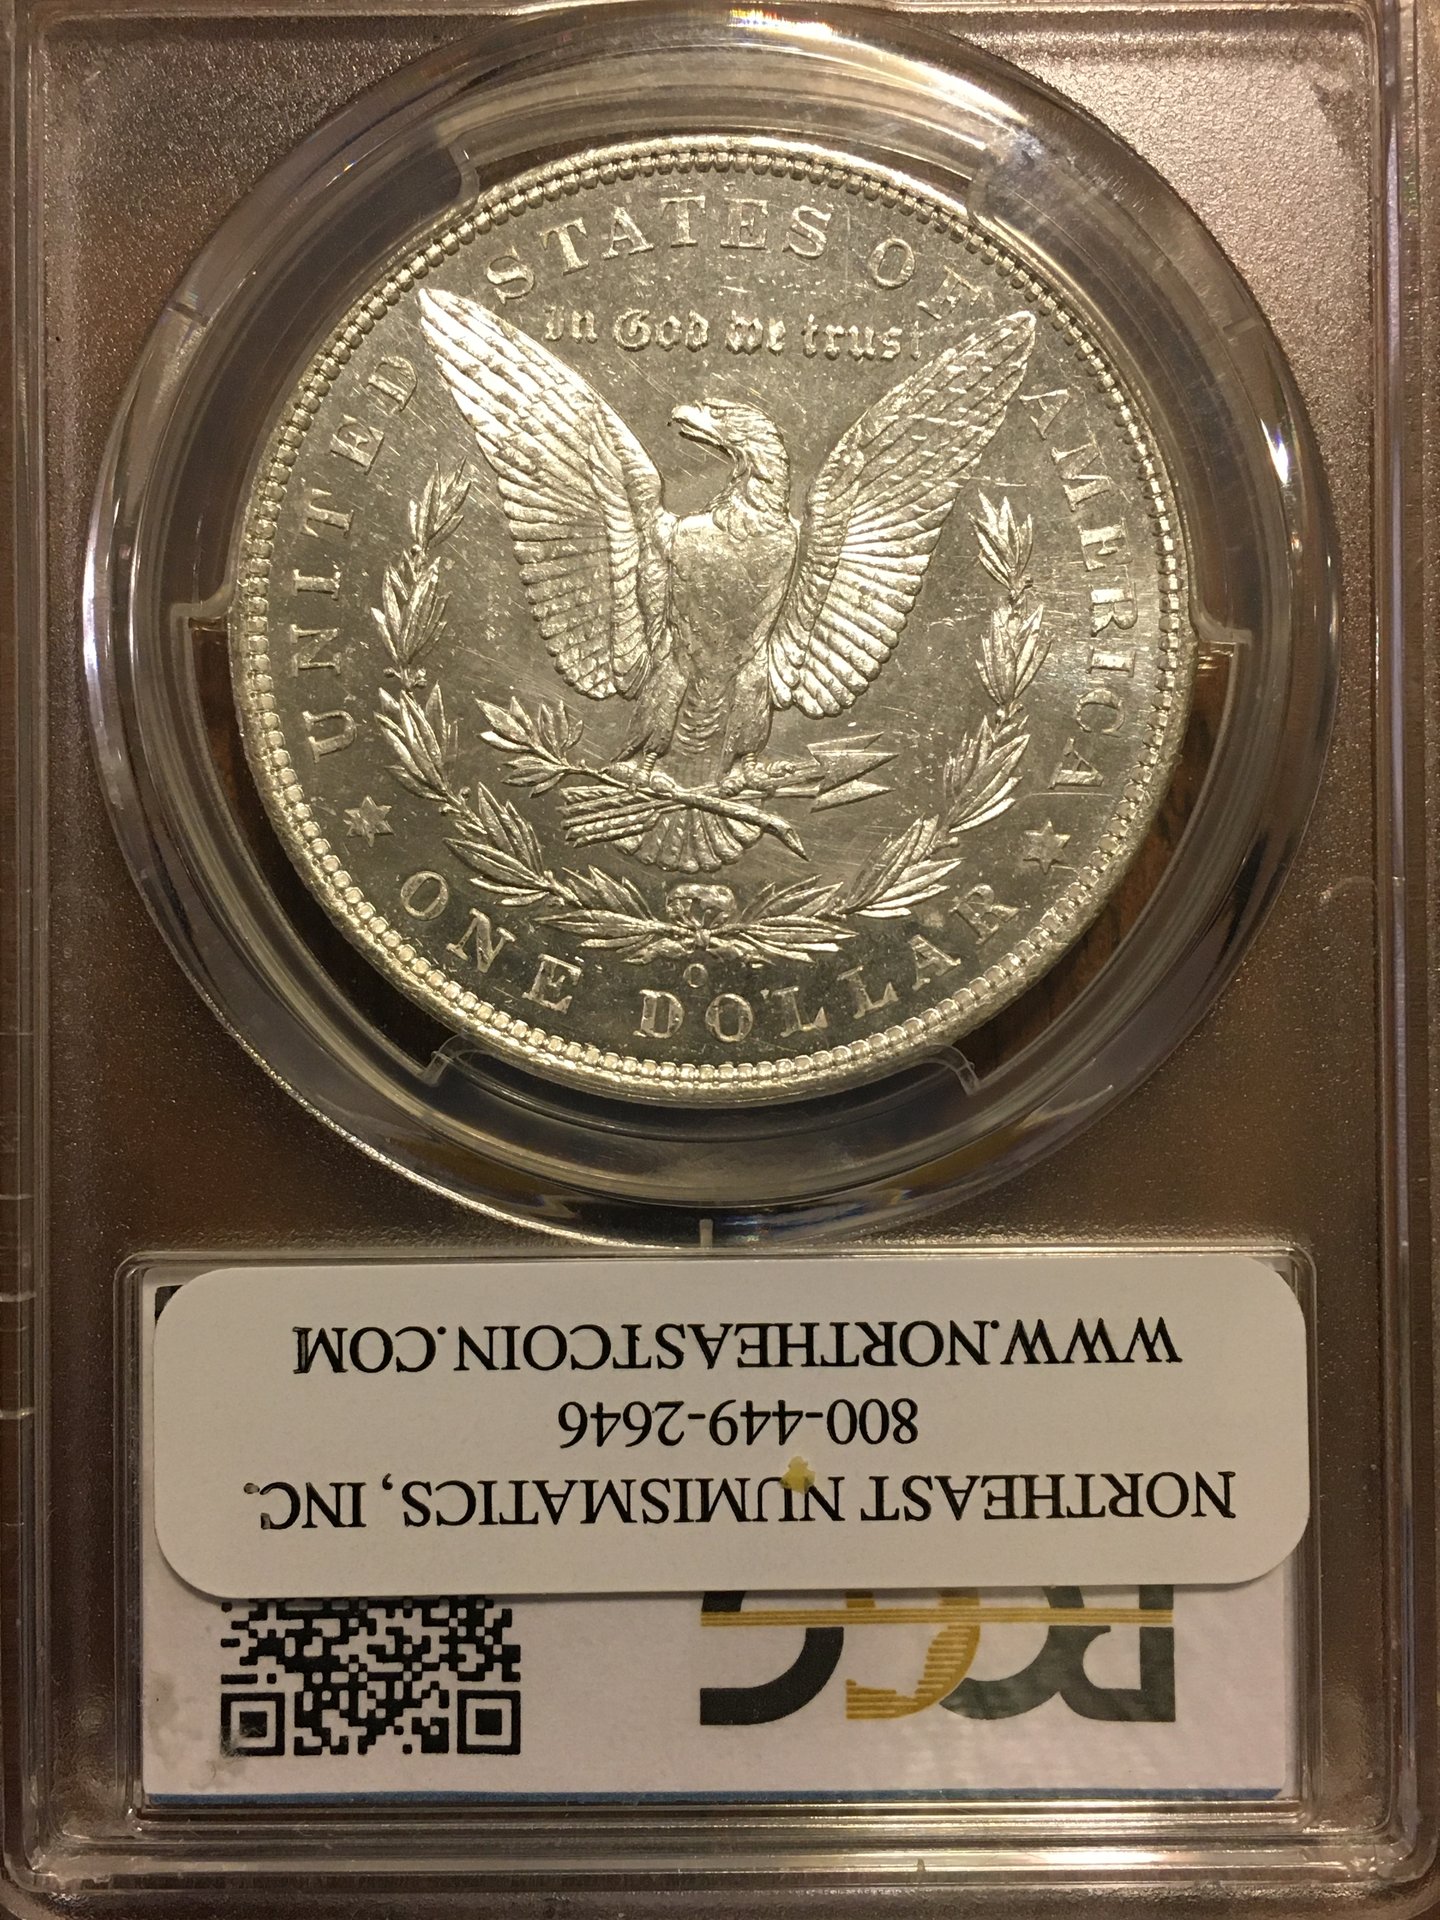 UNITED STATES OF AMERICA
In God we trust
ONE DOLLAR
O
NORTHEAST NUMISMATICS, INC.
800-449-2646
WWW.NORTHEASTCOIN.COM
PCGS